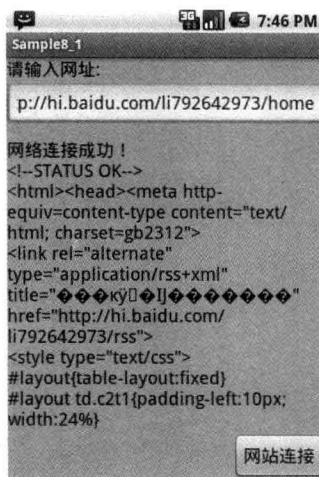 3G 7:46 PM
Sample8_1
请输入网址:
p://hi.baidu.com/li792642973/home
网络连接成功！
<!--STATUS OK-->
<html><head><meta http-
equiv=content-type content="text/
html; charset=gb2312">
<link rel="alternate"
type="application/rss+xml"
title="���кÿ�Ĳ�������"
href="http://hi.baidu.com/
li792642973/rss">
<style type="text/css">
#layout{table-layout:fixed}
#layout td.c2t1{padding-left:10px;
width:24%}
网站连接